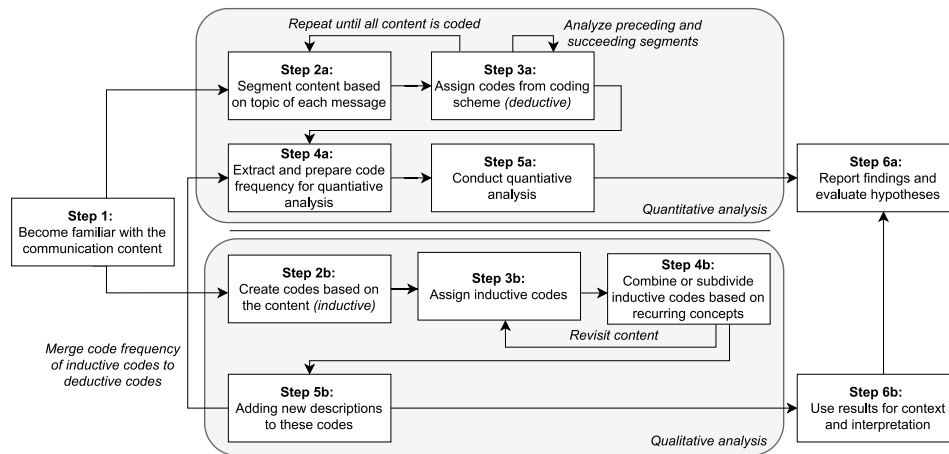 Repeat until all content is coded
Analyze preceding and
succeeding segments
Step 2a:
Segment content based
on topic of each message
Step 3a:
Assign codes from coding
scheme (deductive)
Step 4a:
Extract and prepare code
frequency for quantiative
analysis
Step 5a:
Conduct quantiative
analysis
Step 6a:
Report findings and
evaluate hypotheses
Quantitative analysis
Step 1:
Become familiar with the
communication content
Step 2b:
Create codes based on
the content (inductive)
Step 3b:
Assign inductive codes
Step 4b:
Combine or subdivide
inductive codes based on
recurring concepts
Revisit content
Merge code frequency
of inductive codes to
deductive codes
Step 5b:
Adding new descriptions
to these codes
Step 6b:
Use results for context
and interpretation
Qualitative analysis